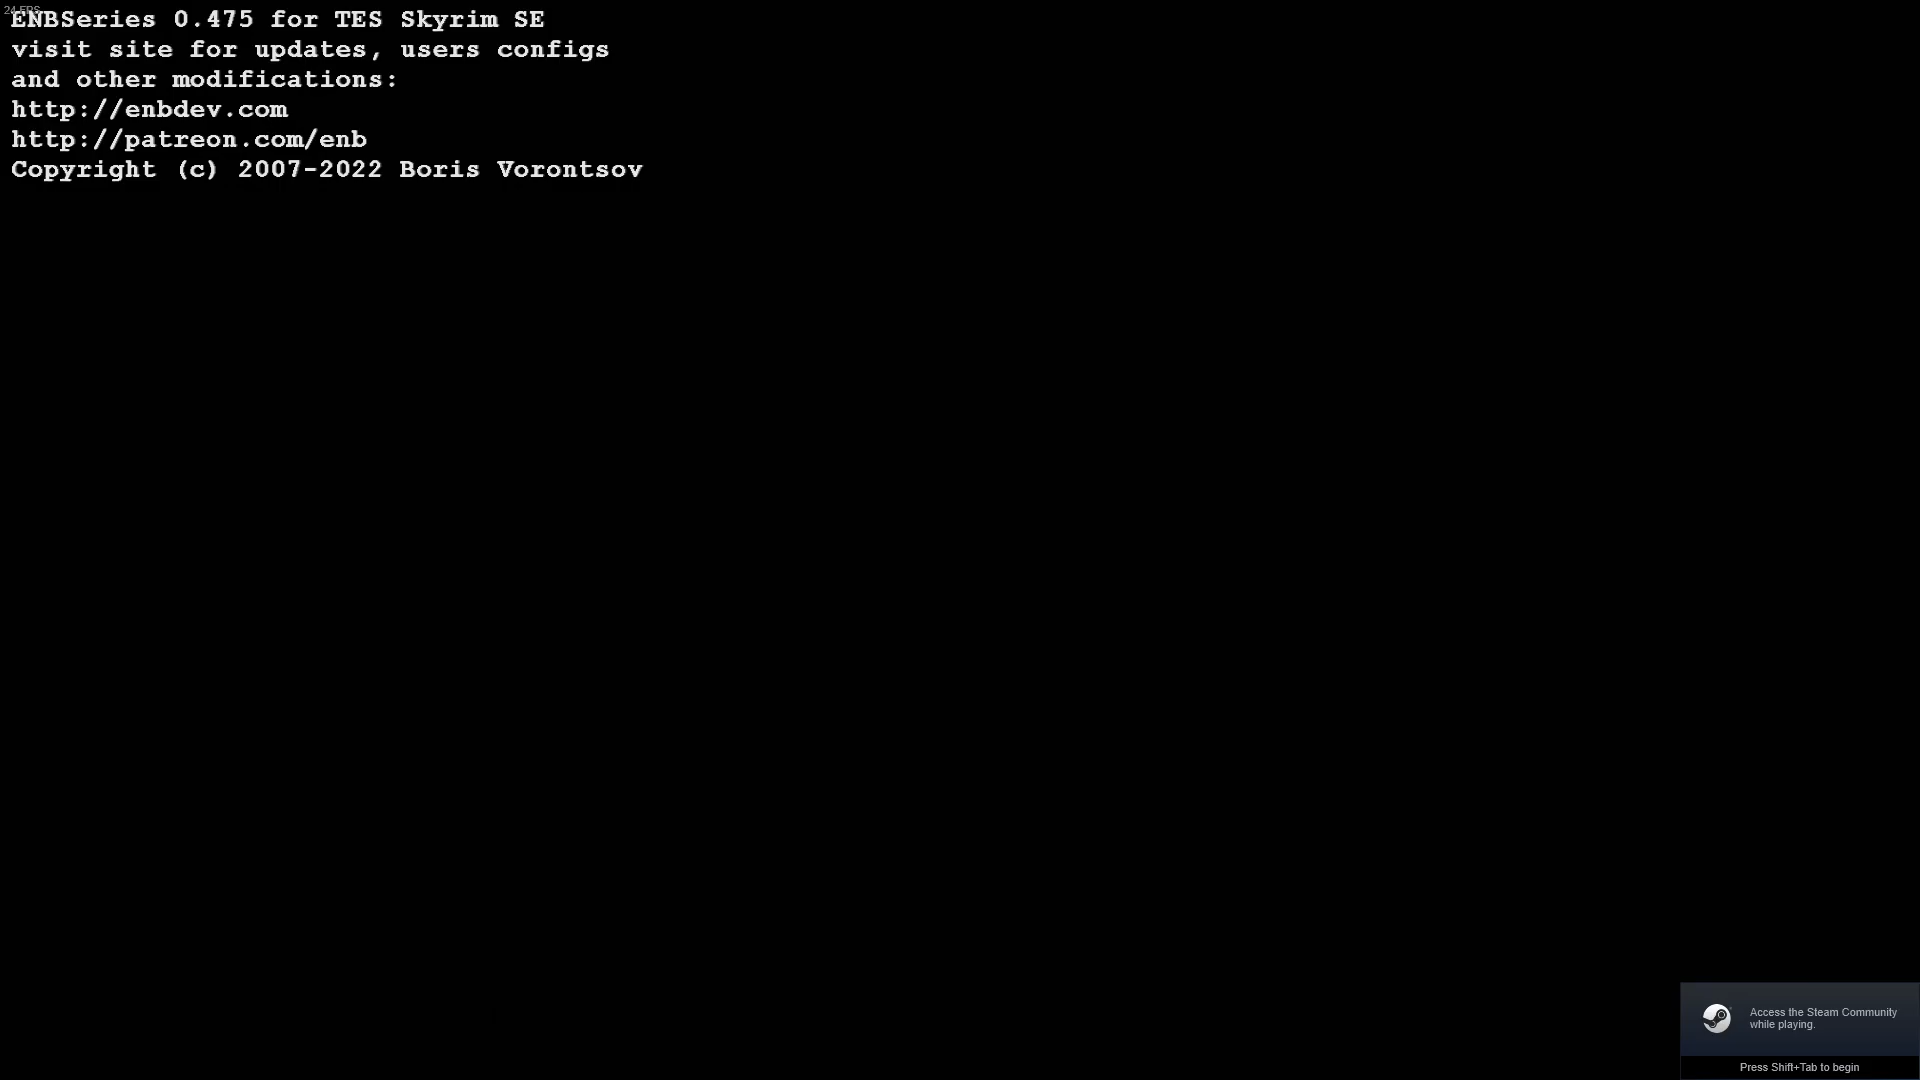 24 FPS
ENBSeries 0.475 for TES Skyrim SE
visit site for updates, users configs
and other modifications:
http://enbdev.com
http://patreon.com/enb
Copyright (c) 2007-2022 Boris Vorontsov
Access the Steam Community
while playing.
Press Shift+Tab to begin